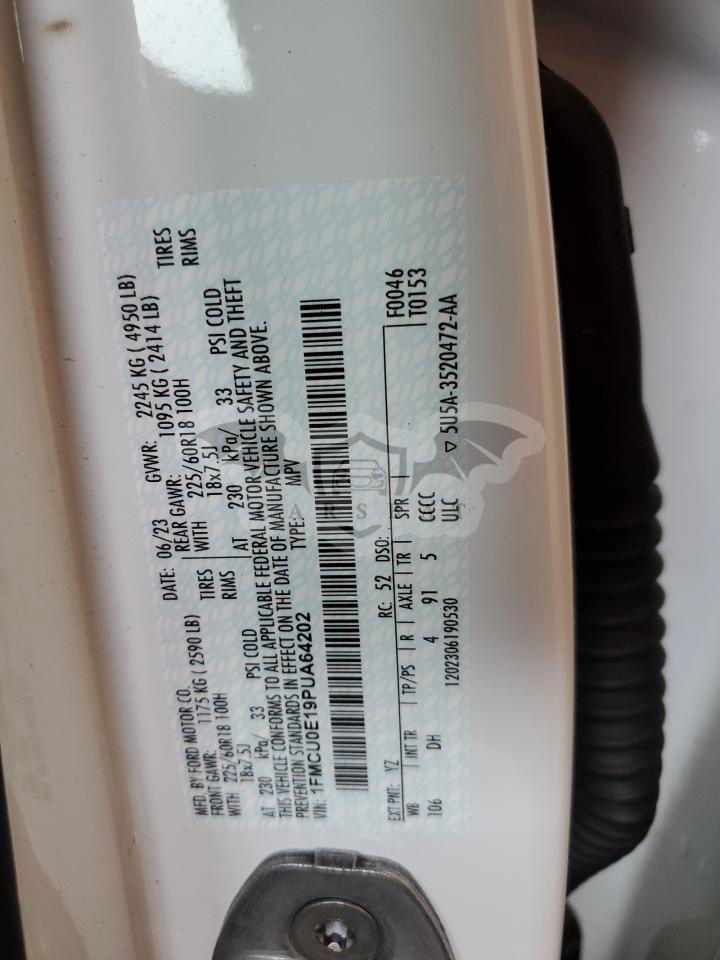 MFD. BY FORD MOTOR CO.
DATE: 06/23 GVWR: 2245 KG ( 4950 LB)
FRONT GAWR: 1175 KG ( 2590 LB) REAR GAWR: 1095 KG ( 2414 LB)
WITH 225/60R18 100H TIRES WITH 225/60R18 100H TIRES
18x7.5J RIMS 18x7.5J RIMS
AT 230 kPa/ 33 PSI COLD AT 230 kPa/ 33 PSI COLD
THIS VEHICLE CONFORMS TO ALL APPLICABLE FEDERAL MOTOR VEHICLE SAFETY AND THEFT
PREVENTION STANDARDS IN EFFECT ON THE DATE OF MANUFACTURE SHOWN ABOVE.
VIN: 1FMCU0E19PUA64202 TYPE: MPV
EXT PNT: YZ RC: 52 DSO: F0046
WB INT TR TP/PS R AXLE TR SPR T0153
106 DH 4 91 5 CCCC
1202306190530 ULC ▽ 5U5A-3520472-AA
ARS